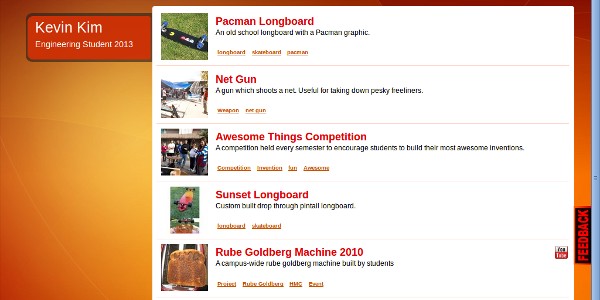 Kevin Kim
Engineering Student 2013
Pacman Longboard
An old school longboard with a Pacman graphic.
longboard skateboard pacman
Net Gun
A gun which shoots a net. Useful for taking down pesky freeliners.
Weapon net gun
Awesome Things Competition
A competition held every semester to encourage students to build their most awesome inventions.
Competition Invention fun Awesome
Sunset Longboard
Custom built drop through pintail longboard.
longboard skateboard
Rube Goldberg Machine 2010
A campus-wide rube goldberg machine built by students
Project Rube Goldberg HMC Event
You Tube
FEEDBACK